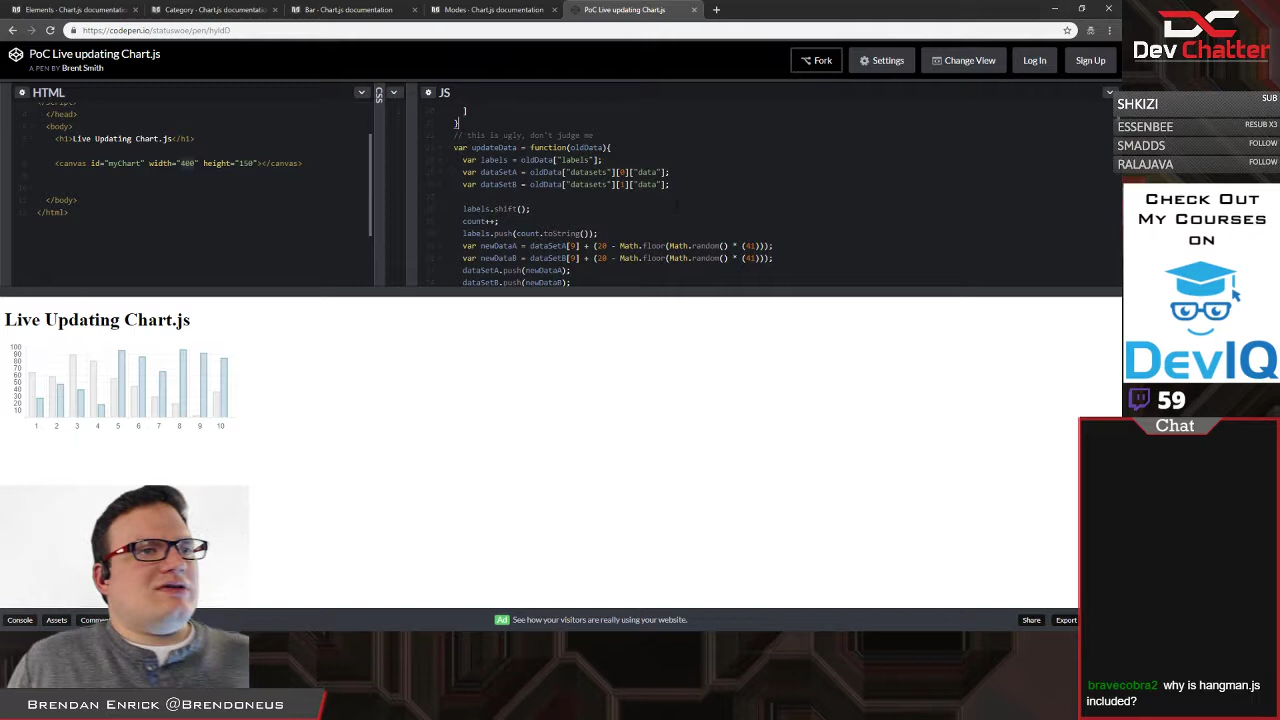 Elements - Chart.js documentati
Category - Chart.js documentatio
Bar - Chart.js documentation
Modes - Chart.js documentation
PoC Live updating Chart.js
https://codepen.io/statuswoe/pen/hyIdD
PoC Live updating Chart.js
A PEN BY Brent Smith
Fork
Settings
Change View
Log In
Sign Up
HTML
</head>
<body>
<h1>Live Updating Chart.js</h1>
<canvas id="myChart" width="400" height="150"></canvas>
</body>
</html>
CSS
JS
]
}
// this is ugly, don't judge me
var updateData = function(oldData){
var labels = oldData["labels"];
var dataSetA = oldData["datasets"][0]["data"];
var dataSetB = oldData["datasets"][1]["data"];
labels.shift();
count++;
labels.push(count.toString());
var newDataA = dataSetA[9] + (20 - Math.floor(Math.random() * (41)));
var newDataB = dataSetB[9] + (20 - Math.floor(Math.random() * (41)));
dataSetA.push(newDataA);
dataSetB.push(newDataB);
Live Updating Chart.js
100
90
80
70
60
50
40
30
20
10
1 2 3 4 5 6 7 8 9 10
Console
Assets
Comme
Ad
See how your visitors are really using your website.
Share
Export
BRENDAN ENRICK @BRENDONEUS
DC
Dev Chatter
SHKIZI SUB
ESSENBEE RESUB X3
SMADDS FOLLOW
RALAJAVA FOLLOW
CHECK OUT
MY COURSES
ON
DevIQ
59
Chat
bravecobra2 why is hangman.js
included?